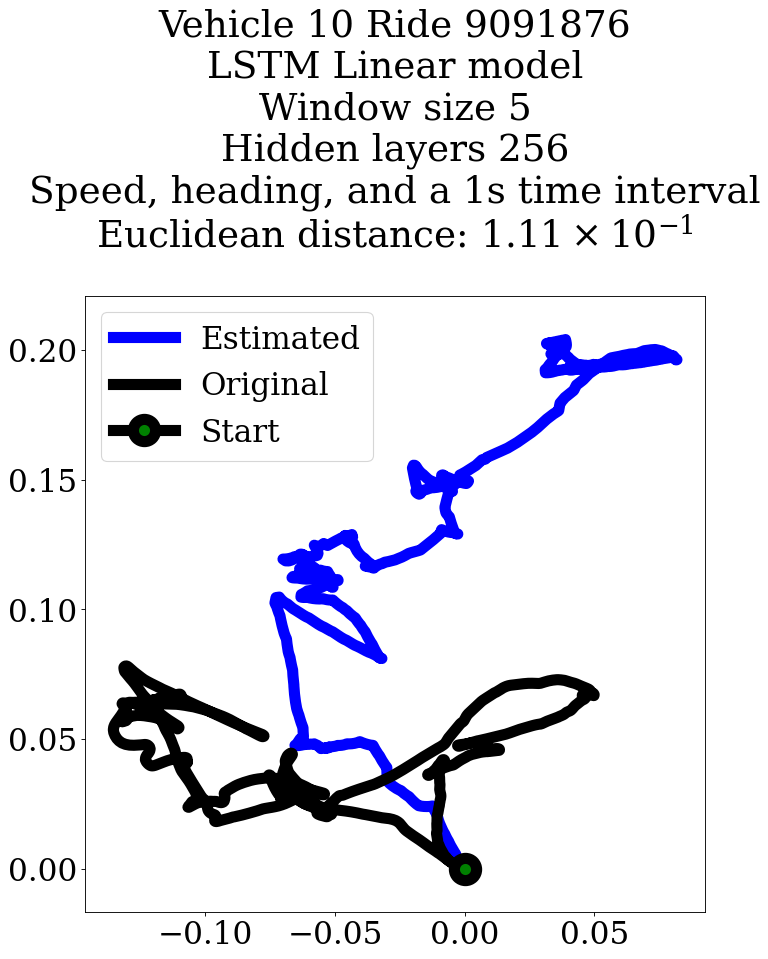 Vehicle 10 Ride 9091876
LSTM Linear model
Window size 5
Hidden layers 256
Speed, heading, and a 1s time interval
Euclidean distance: 1.11 × 10⁻¹
Estimated
Original
Start
0.20
0.15
0.10
0.05
0.00
−0.10 −0.05 0.00 0.05